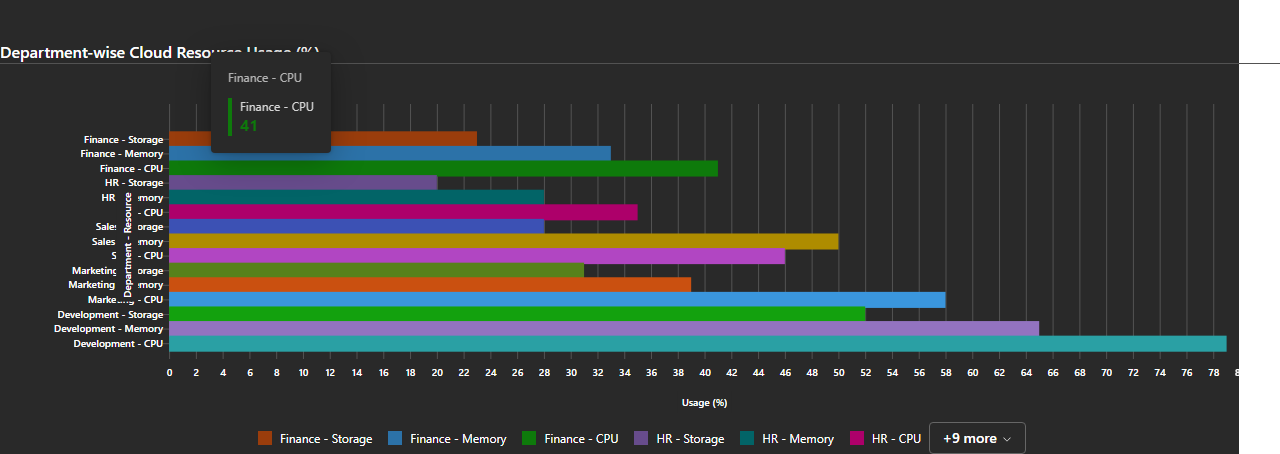 Department-wise Cloud Resource Usage (%)
Finance - CPU
Finance - CPU
41
Finance - Storage
Finance - Memory
Finance - CPU
HR - Storage
HR
- CPU
Department - Resource
- CPU
- CPU
Development - Storage
Development - Memory
Development - CPU
0 2 4 6 8 10 12 14 16 18 20 22 24 26 28 30 32 34 36 38 40 42 44 46 48 50 52 54 56 58 60 62 64 66 68 70 72 74 76 78
Usage (%)
Finance - Storage Finance - Memory Finance - CPU HR - Storage HR - Memory HR - CPU +9 more